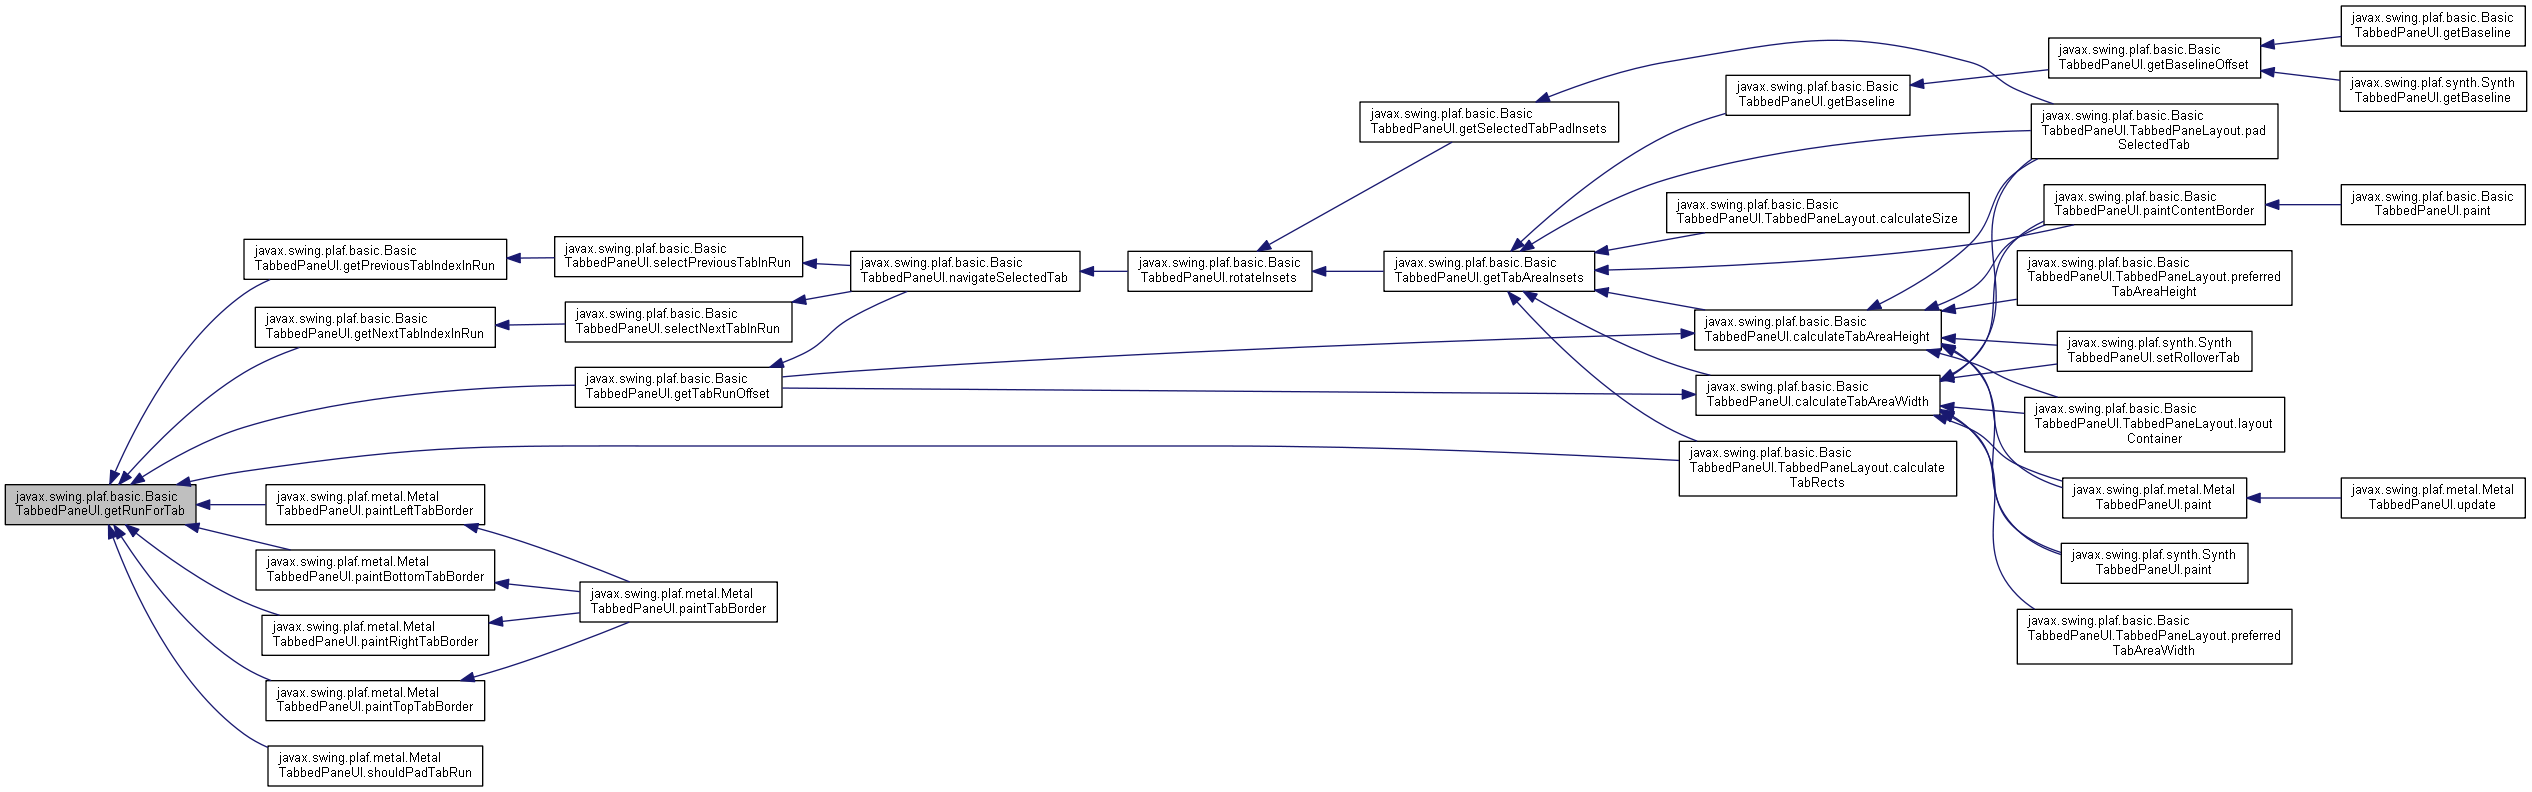 javax.swing.plaf.basic.Basic
TabbedPaneUI.getRunForTab
javax.swing.plaf.basic.Basic
TabbedPaneUI.getPreviousTabIndexInRun
javax.swing.plaf.basic.Basic
TabbedPaneUI.getNextTabIndexInRun
javax.swing.plaf.metal.Metal
TabbedPaneUI.paintLeftTabBorder
javax.swing.plaf.metal.Metal
TabbedPaneUI.paintBottomTabBorder
javax.swing.plaf.metal.Metal
TabbedPaneUI.paintRightTabBorder
javax.swing.plaf.metal.Metal
TabbedPaneUI.paintTopTabBorder
javax.swing.plaf.metal.Metal
TabbedPaneUI.shouldPadTabRun
javax.swing.plaf.basic.Basic
TabbedPaneUI.selectPreviousTabInRun
javax.swing.plaf.basic.Basic
TabbedPaneUI.selectNextTabInRun
javax.swing.plaf.basic.Basic
TabbedPaneUI.getTabRunOffset
javax.swing.plaf.metal.Metal
TabbedPaneUI.paintTabBorder
javax.swing.plaf.basic.Basic
TabbedPaneUI.navigateSelectedTab
javax.swing.plaf.basic.Basic
TabbedPaneUI.rotateInsets
javax.swing.plaf.basic.Basic
TabbedPaneUI.getSelectedTabPadInsets
javax.swing.plaf.basic.Basic
TabbedPaneUI.getTabAreaInsets
javax.swing.plaf.basic.Basic
TabbedPaneUI.getBaseline
javax.swing.plaf.basic.Basic
TabbedPaneUI.TabbedPaneLayout.calculateSize
javax.swing.plaf.basic.Basic
TabbedPaneUI.calculateTabAreaHeight
javax.swing.plaf.basic.Basic
TabbedPaneUI.calculateTabAreaWidth
javax.swing.plaf.basic.Basic
TabbedPaneUI.TabbedPaneLayout.calculate
TabRects
javax.swing.plaf.basic.Basic
TabbedPaneUI.getBaselineOffset
javax.swing.plaf.basic.Basic
TabbedPaneUI.TabbedPaneLayout.pad
SelectedTab
javax.swing.plaf.basic.Basic
TabbedPaneUI.paintContentBorder
javax.swing.plaf.basic.Basic
TabbedPaneUI.TabbedPaneLayout.preferred
TabAreaHeight
javax.swing.plaf.synth.Synth
TabbedPaneUI.setRolloverTab
javax.swing.plaf.basic.Basic
TabbedPaneUI.TabbedPaneLayout.layout
Container
javax.swing.plaf.metal.Metal
TabbedPaneUI.paint
javax.swing.plaf.synth.Synth
TabbedPaneUI.paint
javax.swing.plaf.basic.Basic
TabbedPaneUI.TabbedPaneLayout.preferred
TabAreaWidth
javax.swing.plaf.basic.Basic
TabbedPaneUI.getBaseline
javax.swing.plaf.synth.Synth
TabbedPaneUI.getBaseline
javax.swing.plaf.basic.Basic
TabbedPaneUI.paint
javax.swing.plaf.metal.Metal
TabbedPaneUI.update